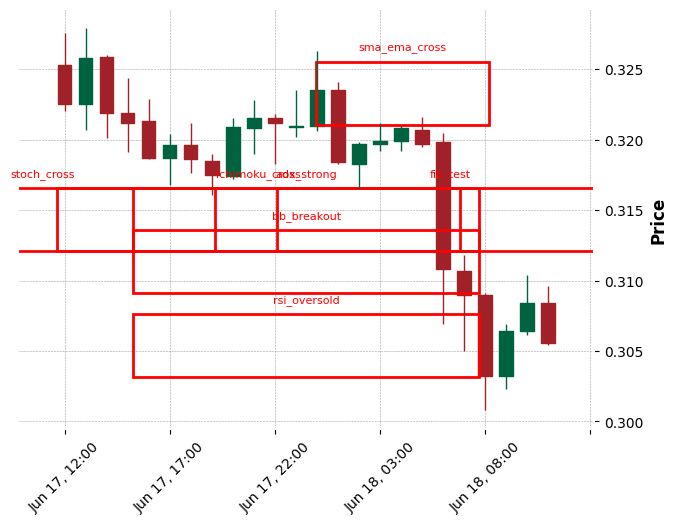 sma_ema_cross
0.325
0.320
stoch_cross
adx_strong
fib_test
0.315
bb_breakout
0.310
rsi_oversold
0.305
0.300
Price
Jun 17, 12:00
Jun 17, 17:00
Jun 17, 22:00
Jun 18, 03:00
Jun 18, 08:00